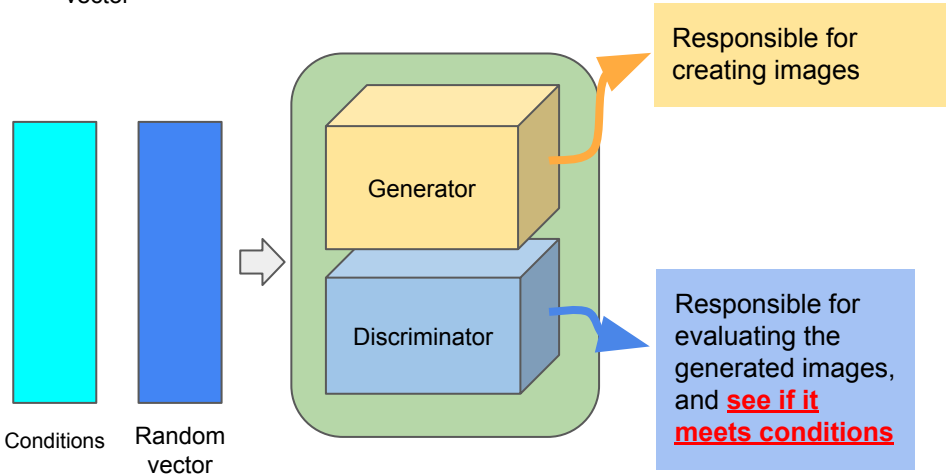 vector
Responsible for
creating images
Generator
Discriminator
Responsible for
evaluating the
generated images,
and see if it
meets conditions
Conditions
Random
vector